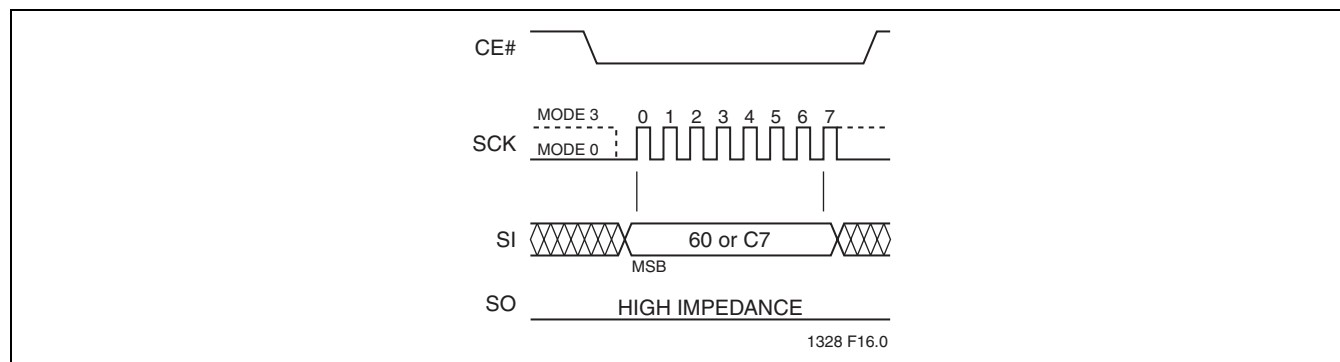 CE#
MODE 3
0 1 2 3 4 5 6 7
SCK
MODE 0
SI
60 or C7
MSB
SO
HIGH IMPEDANCE
1328 F16.0